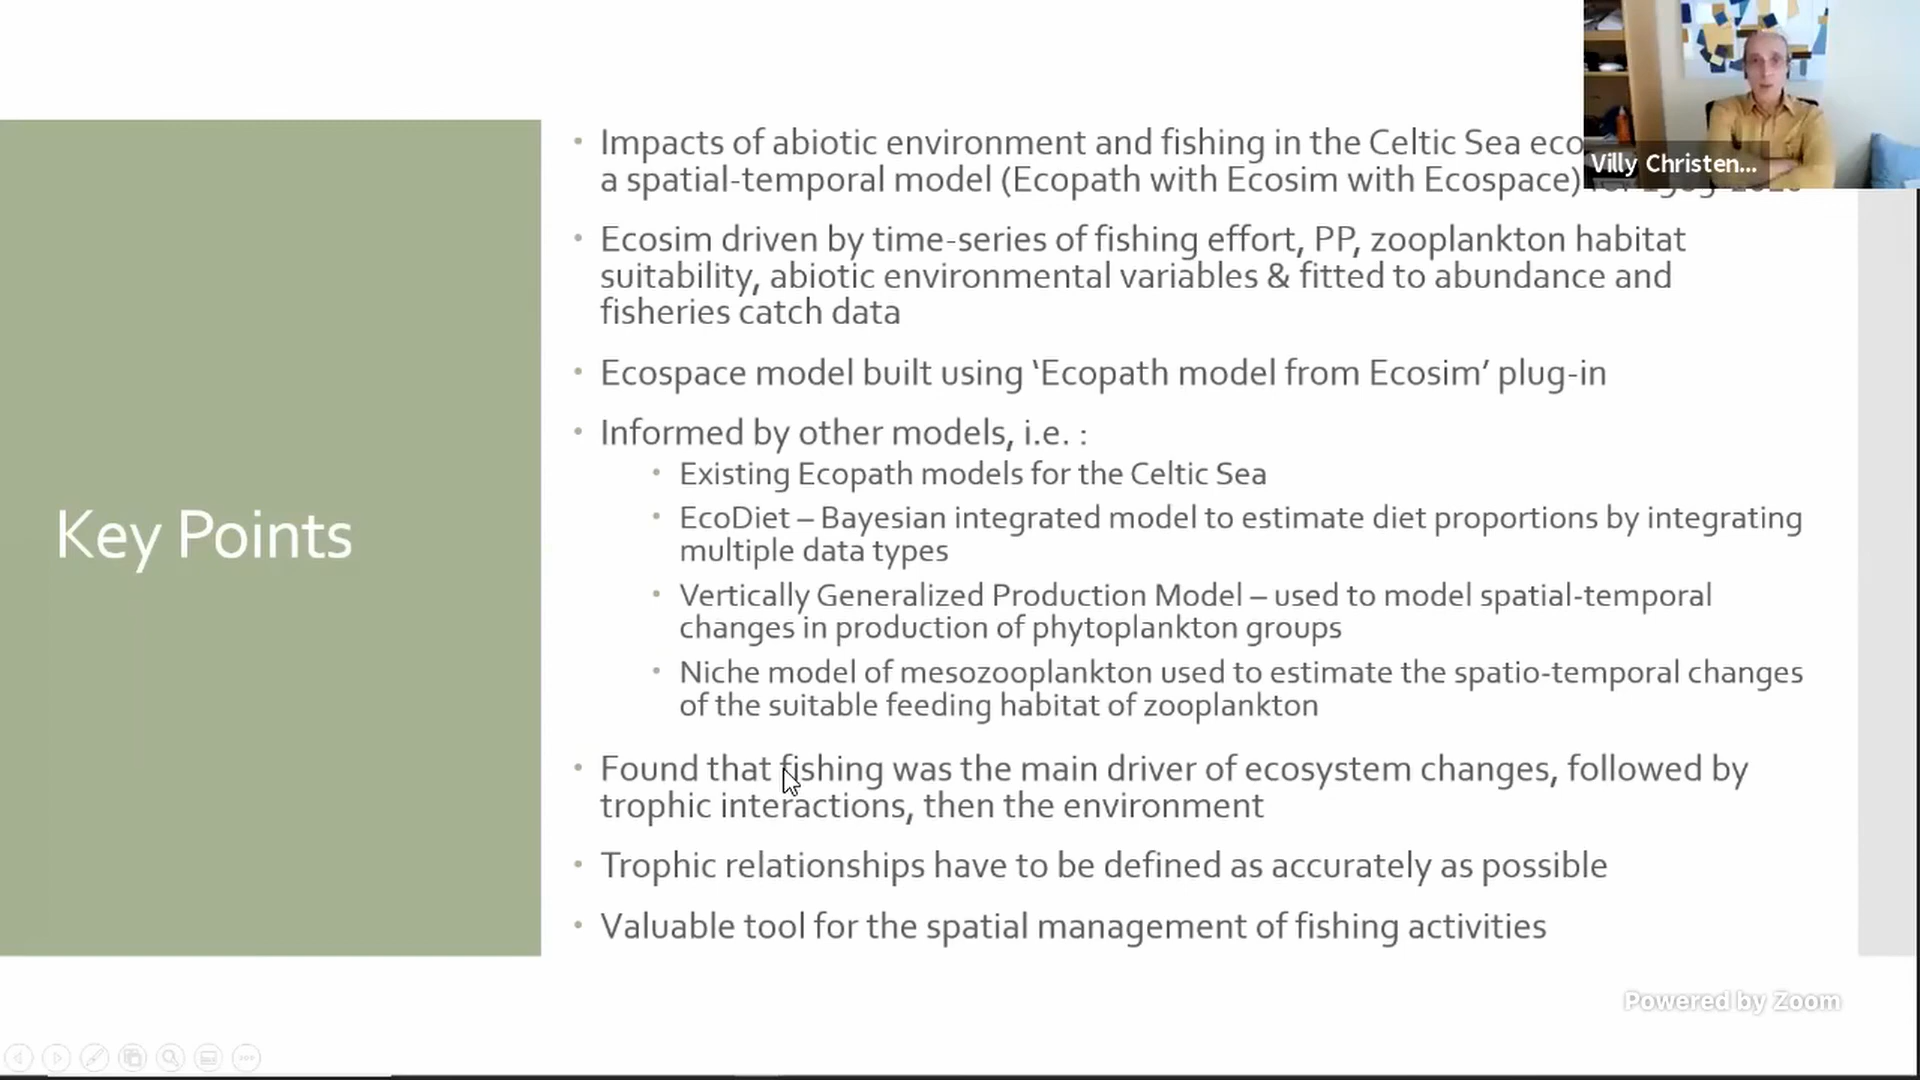 Villy Christen...
Key Points
Impacts of abiotic environment and fishing in the Celtic Sea
a spatial-temporal model (Ecopath with Ecosim with Ecospace)
Ecosim driven by time-series of fishing effort, PP, zooplankton habitat
suitability, abiotic environmental variables & fitted to abundance and
fisheries catch data
Ecospace model built using ‘Ecopath model from Ecosim’ plug-in
Informed by other models, i.e. :
Existing Ecopath models for the Celtic Sea
EcoDiet – Bayesian integrated model to estimate diet proportions by integrating
multiple data types
Vertically Generalized Production Model – used to model spatial-temporal
changes in production of phytoplankton groups
Niche model of mesozooplankton used to estimate the spatio-temporal changes
of the suitable feeding habitat of zooplankton
Found that fishing was the main driver of ecosystem changes, followed by
trophic interactions, then the environment
Trophic relationships have to be defined as accurately as possible
Valuable tool for the spatial management of fishing activities
Powered by Zoom